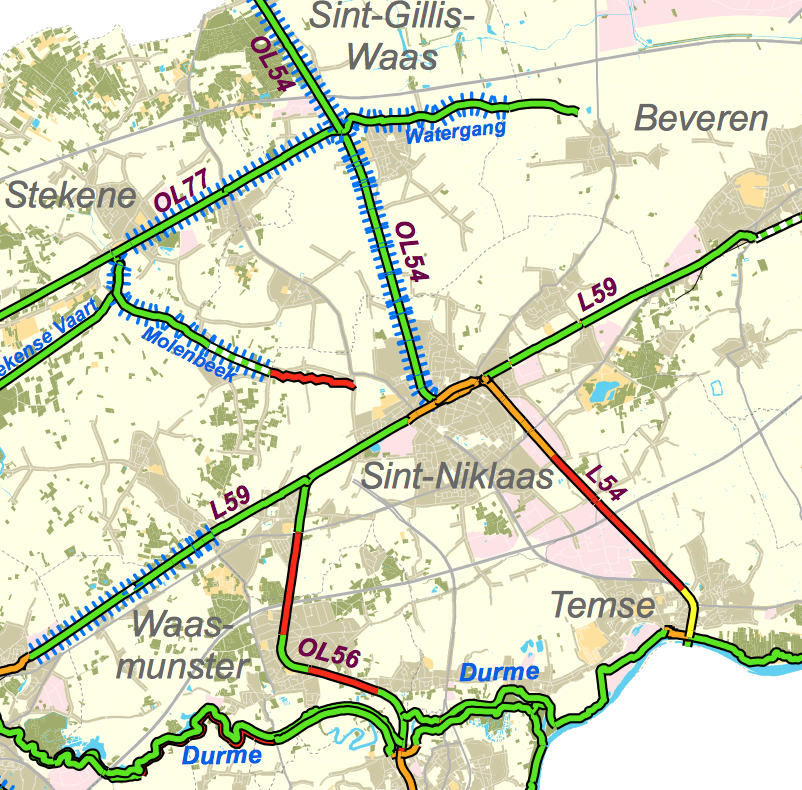 Sint-Gillis-
Waas
OL54
Beveren
Watergang
Stekene
OL77
OL54
L59
ekense Vaart
Molenbeek
Sint-Niklaas
L54
L59
Temse
Waas-
munster
OL56
Durme
Durme